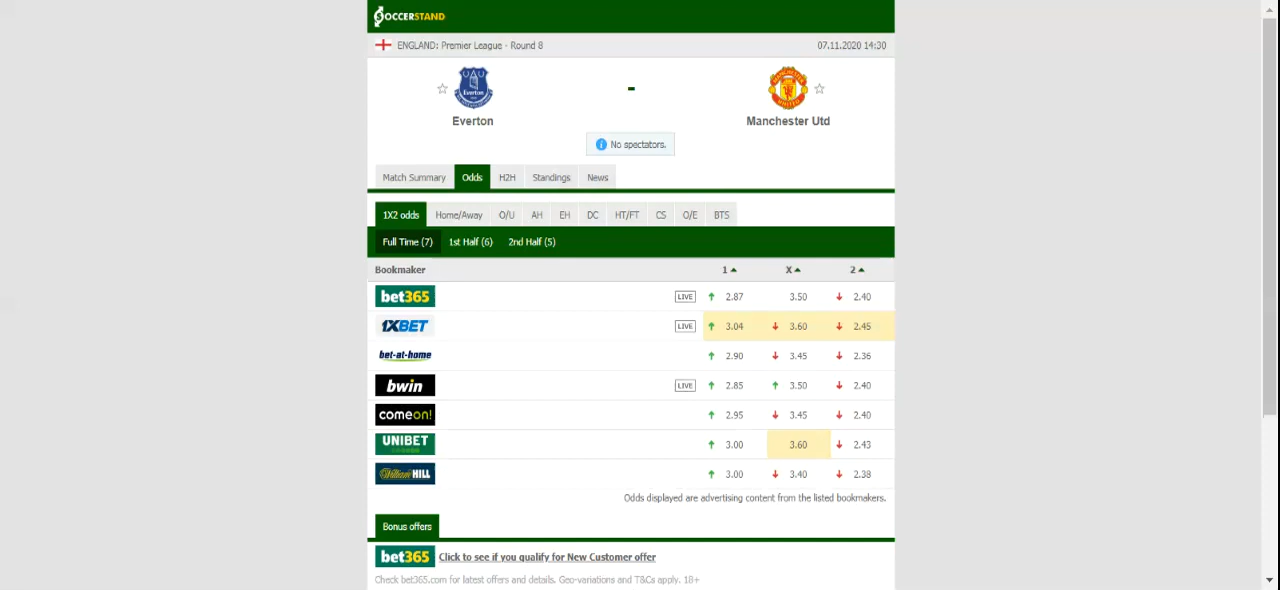 SOCCERSTAND
ENGLAND: Premier League - Round 8 07.11.2020 14:30
Everton
MANCHESTER
UNITED
Everton Manchester Utd
-
No spectators.
Match Summary Odds H2H Standings News
1X2 odds Home/Away O/U AH EH DC HT/FT CS O/E BTS
Full Time (7) 1st Half (6) 2nd Half (5)
Bookmaker 1 X 2
bet365 LIVE 2.87 3.50 2.40
1XBET LIVE 3.04 3.60 2.45
bet-at-home 2.90 3.45 2.36
bwin LIVE 2.85 3.50 2.40
comeon! 2.95 3.45 2.40
UNIBET 3.00 3.60 2.43
William HILL 3.00 3.40 2.38
Odds displayed are advertising content from the listed bookmakers.
Bonus offers
bet365 Click to see if you qualify for New Customer offer
Check bet365.com for latest offers and details. Geo-variations and T&Cs apply. 18+